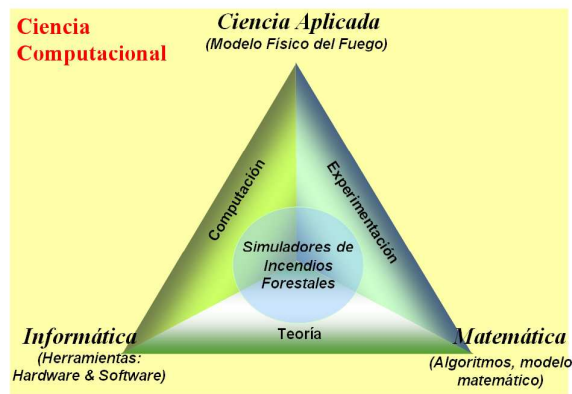 Ciencia
Computacional
Ciencia Aplicada
(Modelo Físico del Fuego)
Computación
Experimentación
Simuladores de
Incendios
Forestales
Teoría
Informática
(Herramientas:
Hardware & Software)
Matemática
(Algoritmos, modelo
matemático)